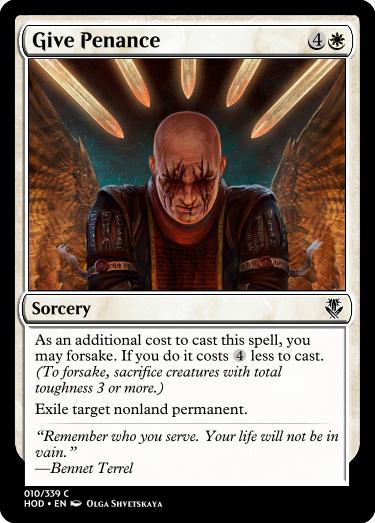 Give Penance 4
Sorcery
As an additional cost to cast this spell, you
may forsake. If you do it costs 4 less to cast.
(To forsake, sacrifice creatures with total
toughness 3 or more.)
Exile target nonland permanent.
“Remember who you serve. Your life will not be in
vain.”
—Bennet Terrel
010/339 C
HOD • EN Olga Shvetskaya